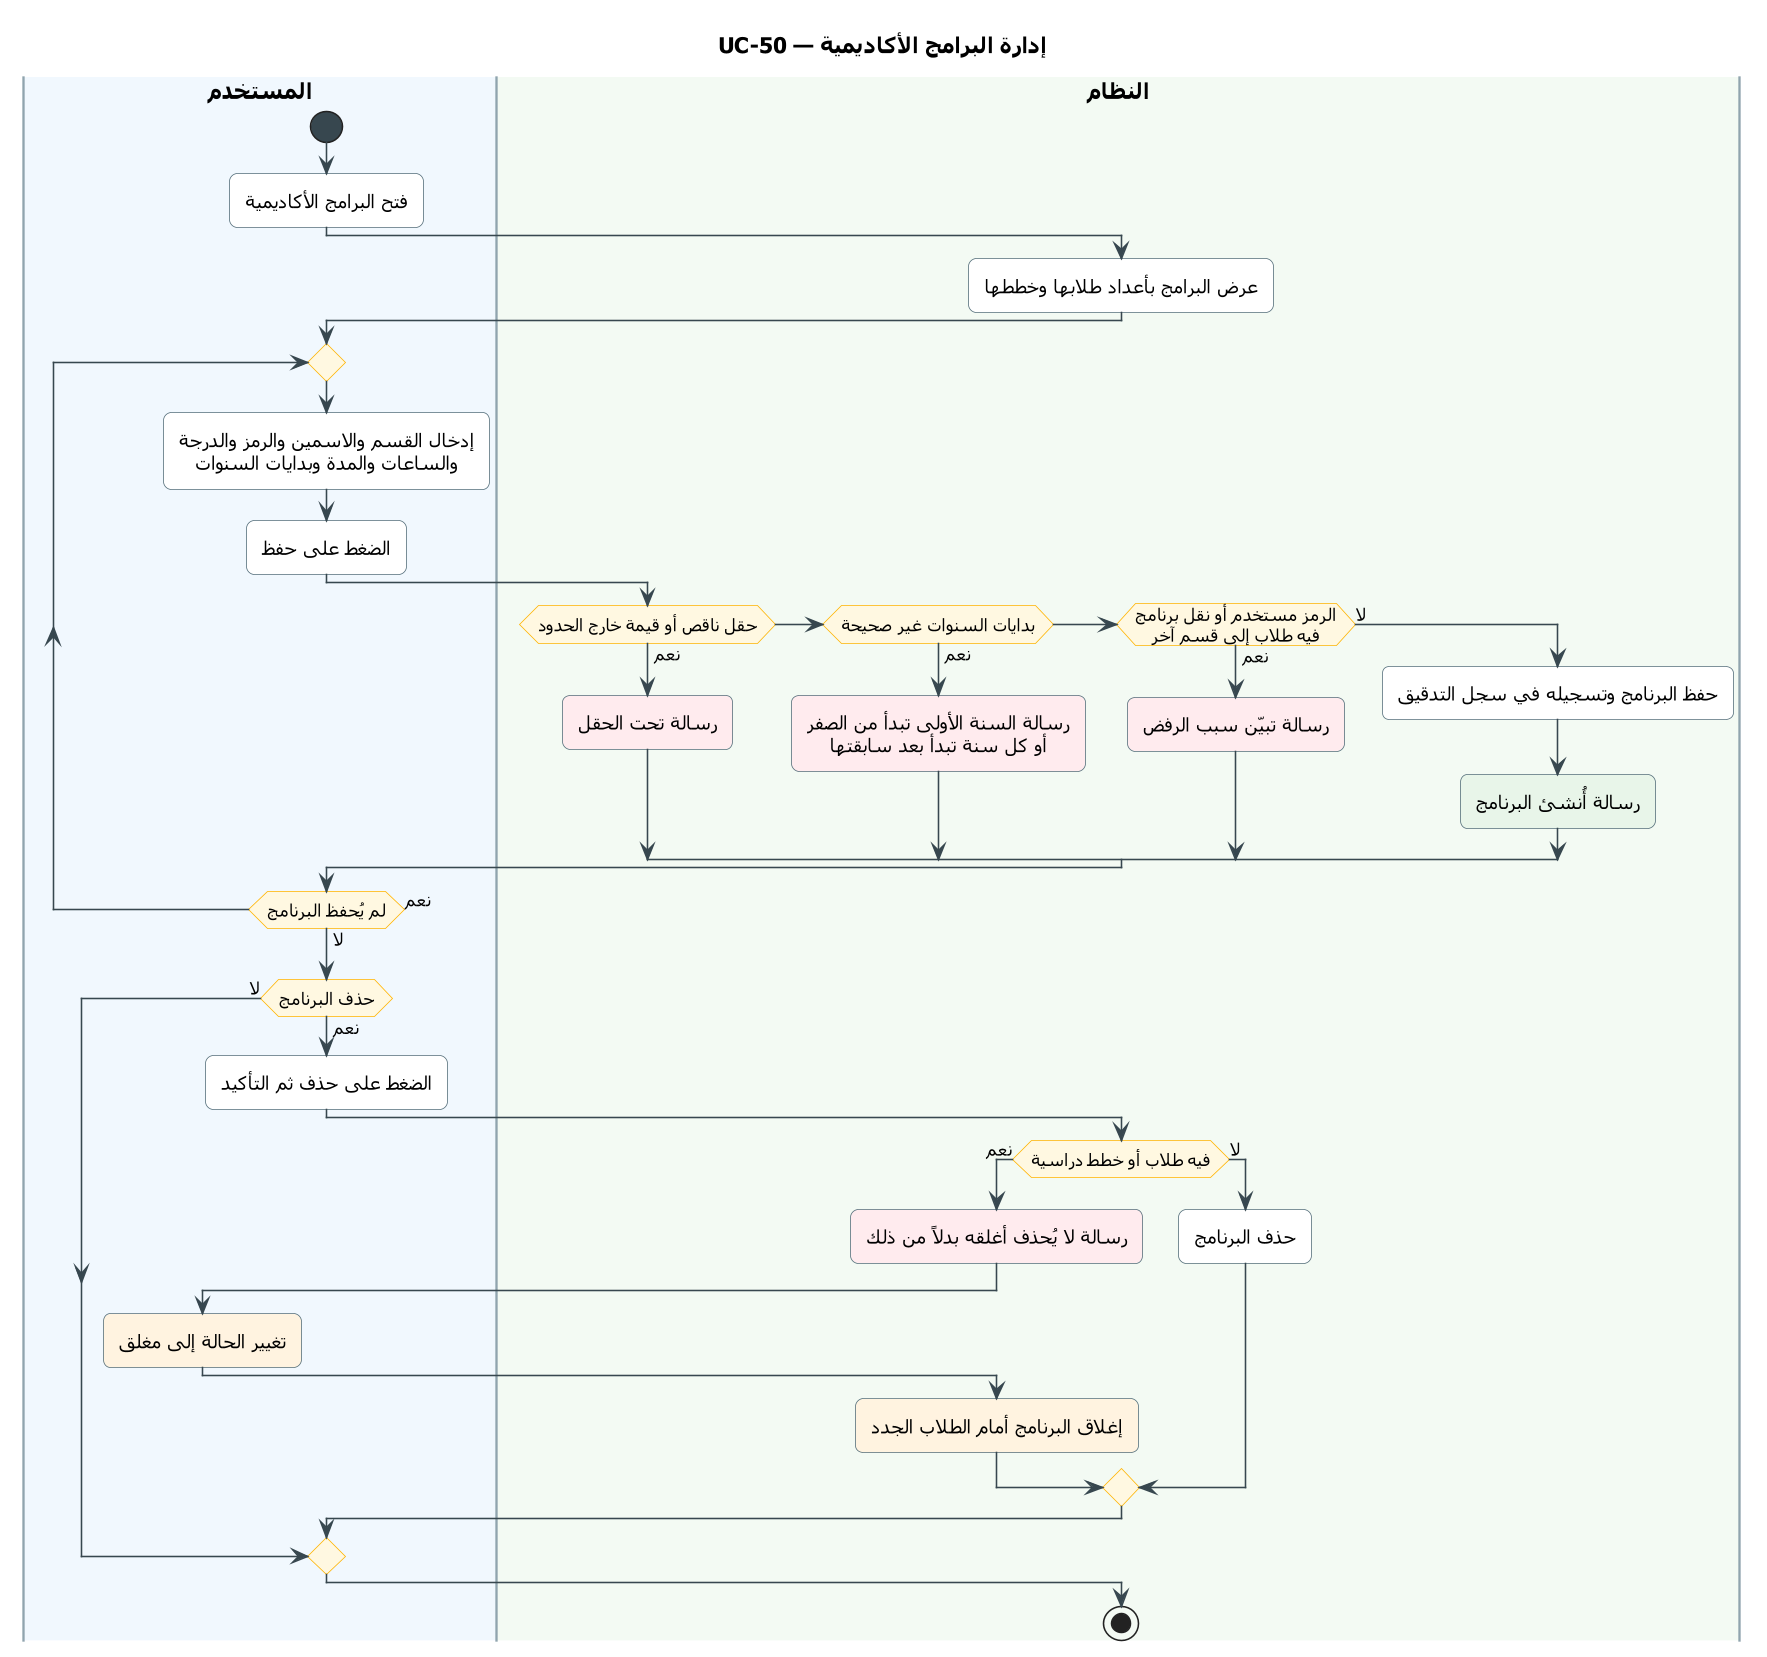 UC-50 — إدارة البرامج الأكاديمية
المستخدم
النظام
فتح البرامج الأكاديمية
عرض البرامج بأعداد طلابها وخططها
إدخال القسم والاسمين والرمز والدرجة
والساعات والمدة وبدايات السنوات
الضغط على حفظ
حقل ناقص أو قيمة خارج الحدود
نعم
رسالة تحت الحقل
بدايات السنوات غير صحيحة
نعم
رسالة السنة الأولى تبدأ من الصفر
أو كل سنة تبدأ بعد سابقتها
الرمز مستخدم أو نقل برنامج
فيه طلاب إلى قسم آخر
نعم
رسالة تبيّن سبب الرفض
لا
حفظ البرنامج وتسجيله في سجل التدقيق
رسالة أُنشئ البرنامج
لم يُحفظ البرنامج
نعم
لا
حذف البرنامج
لا
نعم
الضغط على حذف ثم التأكيد
فيه طلاب أو خطط دراسية
نعم
لا
رسالة لا يُحذف أغلقه بدلاً من ذلك
حذف البرنامج
تغيير الحالة إلى مغلق
إغلاق البرنامج أمام الطلاب الجدد